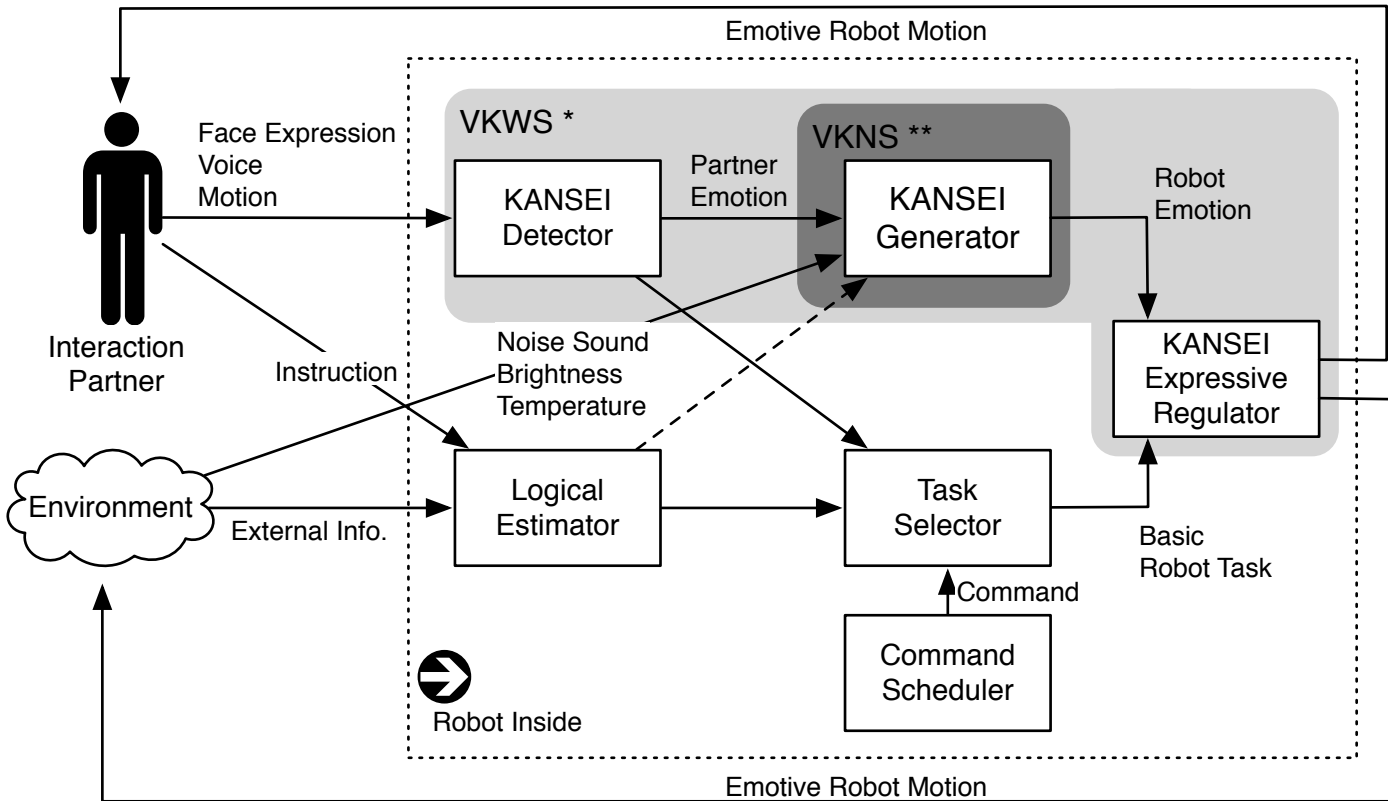 Emotive Robot Motion
VKWS *
VKNS **
Face Expression
Voice
Motion
KANSEI
Detector
Partner
Emotion
KANSEI
Generator
Robot
Emotion
Interaction
Partner
Instruction
Noise Sound
Brightness
Temperature
KANSEI
Expressive
Regulator
Environment
External Info.
Logical
Estimator
Task
Selector
Basic
Robot Task
Command
Command
Scheduler
Robot Inside
Emotive Robot Motion